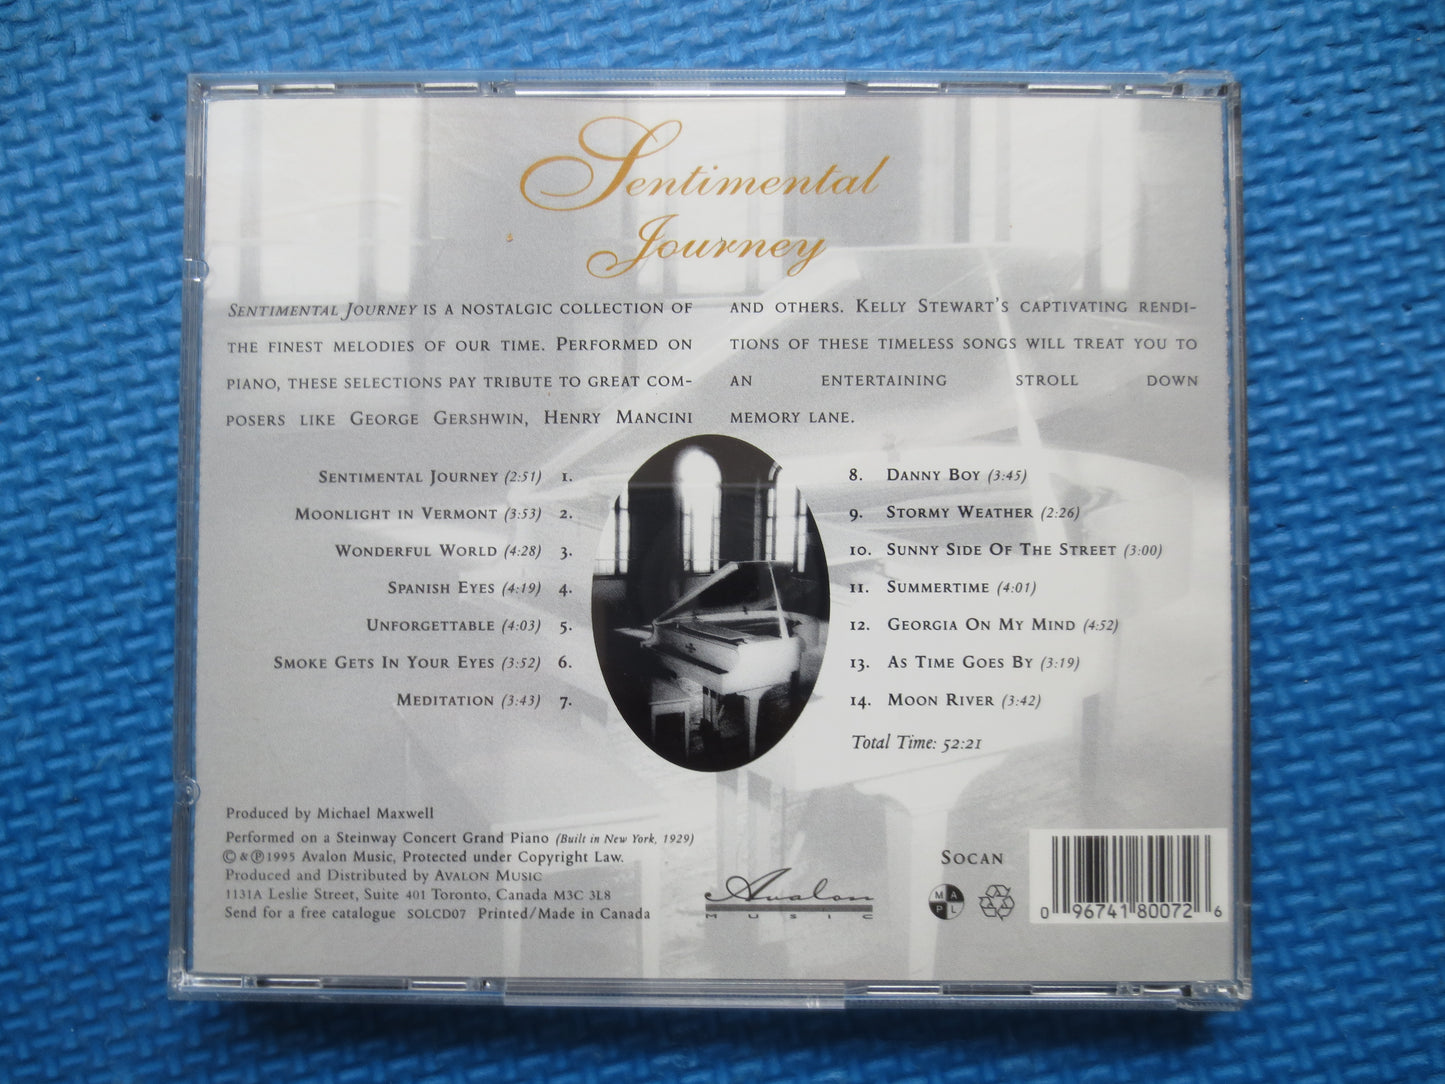 Sentimental
Journey
SENTIMENTAL JOURNEY IS A NOSTALGIC COLLECTION OF
THE FINEST MELODIES OF OUR TIME. PERFORMED ON
PIANO, THESE SELECTIONS PAY TRIBUTE TO GREAT COM-
POSERS LIKE GEORGE GERSHWIN, HENRY MANCINI
AND OTHERS. KELLY STEWART'S CAPTIVATING RENDI-
TIONS OF THESE TIMELESS SONGS WILL TREAT YOU TO
AN ENTERTAINING STROLL DOWN
MEMORY LANE.
SENTIMENTAL JOURNEY (2:51) 1.
MOONLIGHT IN VERMONT (3:53) 2.
WONDERFUL WORLD (4:28) 3.
SPANISH EYES (4:19) 4.
UNFORGETTABLE (4:03) 5.
SMOKE GETS IN YOUR EYES (3:52) 6.
MEDITATION (3:43) 7.
8. DANNY BOY (3:45)
9. STORMY WEATHER (2:26)
10. SUNNY SIDE OF THE STREET (3:00)
11. SUMMERTIME (4:01)
12. GEORGIA ON MY MIND (4:52)
13. AS TIME GOES BY (3:19)
14. MOON RIVER (3:42)
Total Time: 52:21
Produced by Michael Maxwell
Performed on a Steinway Concert Grand Piano (Built in New York, 1929)
© & ℗ 1995 Avalon Music, Protected under Copyright Law.
Produced and Distributed by AVALON MUSIC
1131A Leslie Street, Suite 401 Toronto, Canada M3C 3L8
Send for a free catalogue SOLCD07 Printed/Made in Canada
Avalon
MUSIC
SOCAN
MAPL
0 96741 80072 6